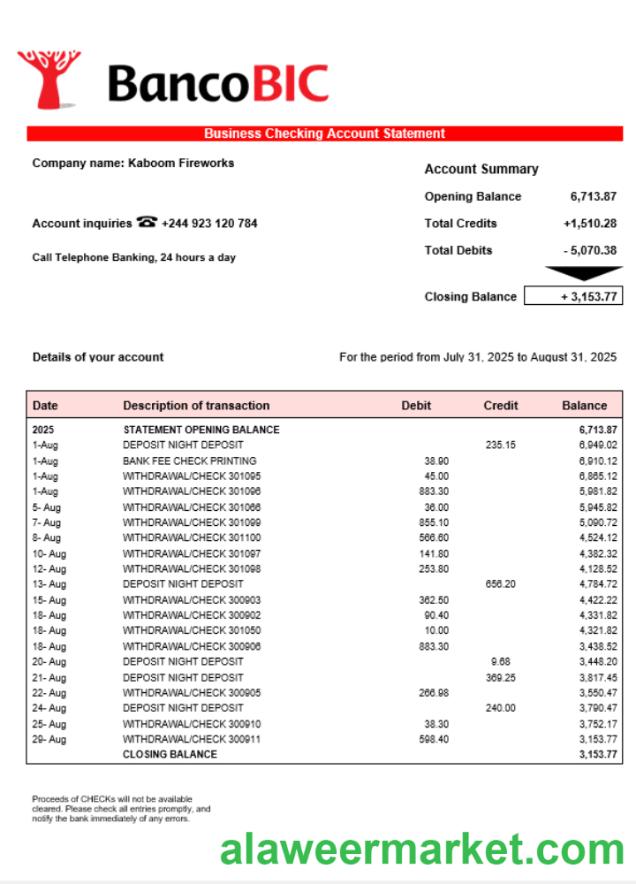 BancoBIC
Business Checking Account Statement
Company name: Kaboom Fireworks
Account inquiries ☎ +244 923 120 784
Call Telephone Banking, 24 hours a day
Account Summary
Opening Balance 6,713.87
Total Credits +1,510.28
Total Debits - 5,070.38
Closing Balance + 3,153.77
Details of your account For the period from July 31, 2025 to August 31, 2025
Date Description of transaction Debit Credit Balance
2025 STATEMENT OPENING BALANCE 6,713.87
1-Aug DEPOSIT NIGHT DEPOSIT 235.15 6,949.02
1-Aug BANK FEE CHECK PRINTING 38.90 6,910.12
1-Aug WITHDRAWAL/CHECK 301095 45.00 6,865.12
1-Aug WITHDRAWAL/CHECK 301096 883.30 5,981.82
5- Aug WITHDRAWAL/CHECK 301066 36.00 5,945.82
7- Aug WITHDRAWAL/CHECK 301099 855.10 5,090.72
8- Aug WITHDRAWAL/CHECK 301100 566.60 4,524.12
10- Aug WITHDRAWAL/CHECK 301097 141.80 4,382.32
12- Aug WITHDRAWAL/CHECK 301098 253.80 4,128.52
13- Aug DEPOSIT NIGHT DEPOSIT 656.20 4,784.72
15- Aug WITHDRAWAL/CHECK 300903 362.50 4,422.22
18- Aug WITHDRAWAL/CHECK 300902 90.40 4,331.82
18- Aug WITHDRAWAL/CHECK 301050 10.00 4,321.82
18- Aug WITHDRAWAL/CHECK 300906 883.30 3,438.52
20- Aug DEPOSIT NIGHT DEPOSIT 9.68 3,448.20
21- Aug DEPOSIT NIGHT DEPOSIT 369.25 3,817.45
22- Aug WITHDRAWAL/CHECK 300905 266.98 3,550.47
24- Aug DEPOSIT NIGHT DEPOSIT 240.00 3,790.47
25- Aug WITHDRAWAL/CHECK 300910 38.30 3,752.17
29- Aug WITHDRAWAL/CHECK 300911 598.40 3,153.77
CLOSING BALANCE 3,153.77
Proceeds of CHECKs will not be available
cleared. Please check all entries promptly, and
notify the bank immediately of any errors.
alaweermarket.com